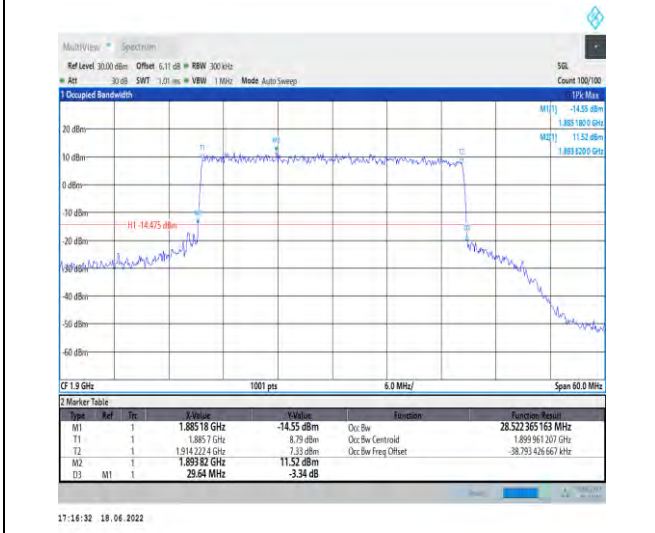 MultiView Spectrum
Ref Level 30.00 dBm Offset 6.11 dB RBW 300 kHz SGL
Att 30 dB SWT 1.01 ms VBW 1 MHz Mode Auto Sweep Count 100/100
1 Occupied Bandwidth 1Pk Max
M1[1] -14.55 dBm
1.885 180 0 GHz
M2[1] 11.52 dBm
1.893 820 0 GHz
20 dBm
T1 M2 T2
10 dBm
0 dBm
-10 dBm
H1 -14.475 dBm
-20 dBm
-30 dBm
-40 dBm
-50 dBm
-60 dBm
CF 1.9 GHz 1001 pts 6.0 MHz/ Span 60.0 MHz
2 Marker Table
Type Ref Trc X-Value Y-Value Function Function Result
M1 1 1.88518 GHz -14.55 dBm Occ Bw 28.522 365 163 MHz
T1 1 1.8857 GHz 8.79 dBm Occ Bw Centroid 1.899 961 207 GHz
T2 1 1.914 222 4 GHz 7.33 dBm Occ Bw Freq Offset -38.793 426 667 kHz
M2 1 1.89382 GHz 11.52 dBm
D3 M1 1 29.64 MHz -3.34 dB
17:16:32 18.06.2022